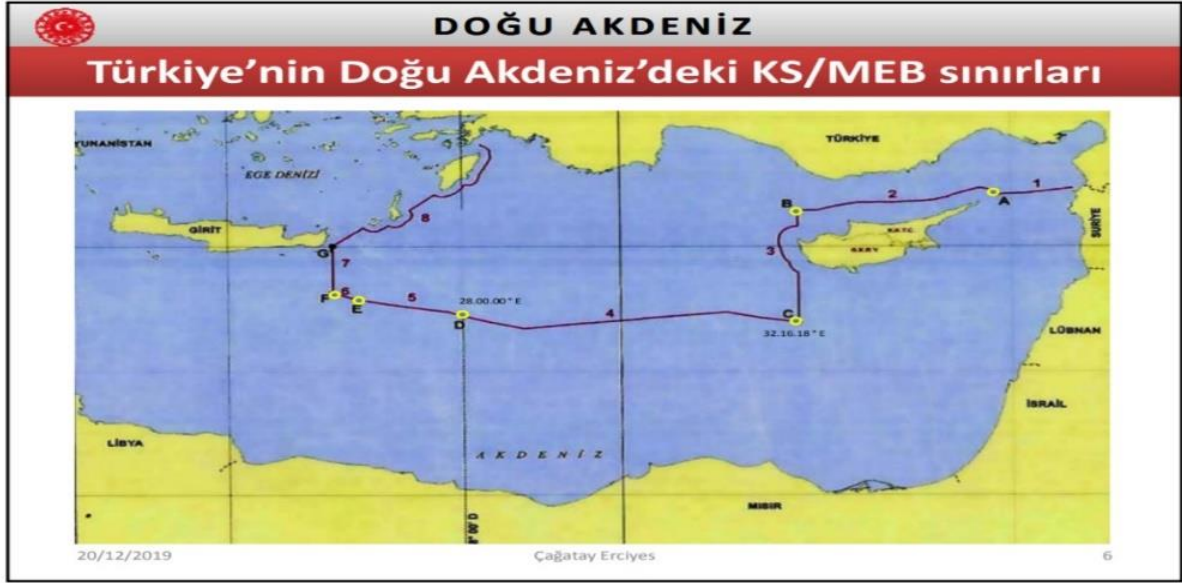 DOĞU AKDENİZ
Türkiye’nin Doğu Akdeniz’deki KS/MEB sınırları
YUNANİSTAN
TÜRKİYE
EGE DENİZİ
8
2
1
B
A
GİRİT
KKTC
SURİYE
3
GKRY
G
7
F
6
E
5
28.00.00° E
D
4
C
32.16.18° E
LÜBNAN
İSRAİL
LİBYA
AKDENİZ
MISIR
20/12/2019
Çağatay Erciyes
6